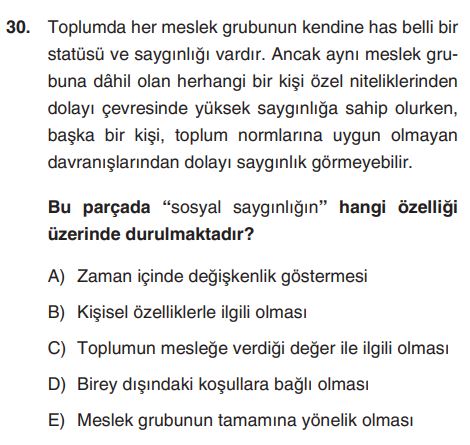 30. Toplumda her meslek grubunun kendine has belli bir
statüsü ve saygınlığı vardır. Ancak aynı meslek gru-
buna dâhil olan herhangi bir kişi özel niteliklerinden
dolayı çevresinde yüksek saygınlığa sahip olurken,
başka bir kişi, toplum normlarına uygun olmayan
davranışlarından dolayı saygınlık görmeyebilir.
Bu parçada “sosyal saygınlığın” hangi özelliği
üzerinde durulmaktadır?
A) Zaman içinde değişkenlik göstermesi
B) Kişisel özelliklerle ilgili olması
C) Toplumun mesleğe verdiği değer ile ilgili olması
D) Birey dışındaki koşullara bağlı olması
E) Meslek grubunun tamamına yönelik olması